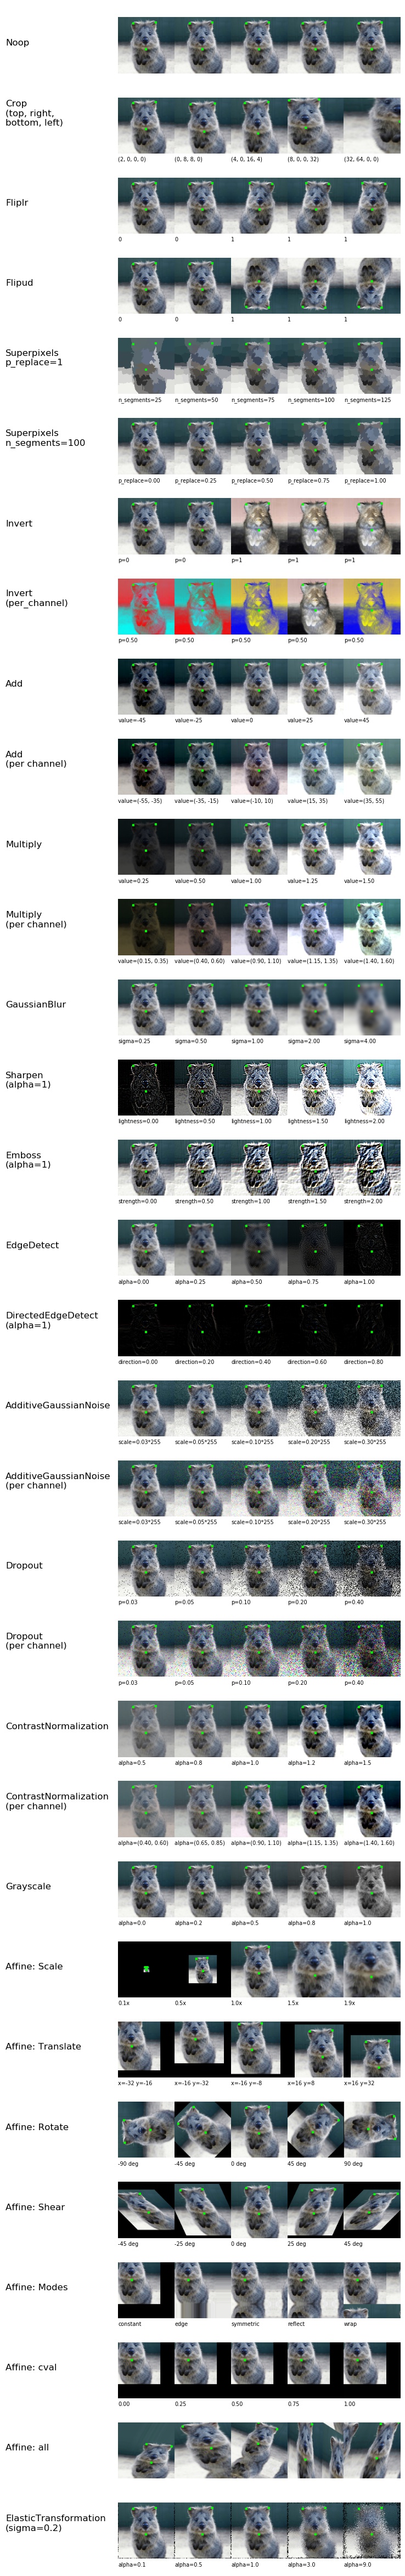 Noop
Crop
(top, right,
bottom, left)
(2, 0, 0, 0) (0, 8, 8, 0) (4, 0, 16, 4) (8, 0, 0, 32) (32, 64, 0, 0)
Fliplr
0 0 1 1 1
Flipud
0 0 1 1 1
Superpixels
p_replace=1
n_segments=25 n_segments=50 n_segments=75 n_segments=100 n_segments=125
Superpixels
n_segments=100
p_replace=0.00 p_replace=0.25 p_replace=0.50 p_replace=0.75 p_replace=1.00
Invert
p=0 p=0 p=1 p=1 p=1
Invert
(per_channel)
p=0.50 p=0.50 p=0.50 p=0.50 p=0.50
Add
value=-45 value=-25 value=0 value=25 value=45
Add
(per channel)
value=(-55, -35) value=(-35, -15) value=(-10, 10) value=(15, 35) value=(35, 55)
Multiply
value=0.25 value=0.50 value=1.00 value=1.25 value=1.50
Multiply
(per channel)
value=(0.15, 0.35) value=(0.40, 0.60) value=(0.90, 1.10) value=(1.15, 1.35) value=(1.40, 1.60)
GaussianBlur
sigma=0.25 sigma=0.50 sigma=1.00 sigma=2.00 sigma=4.00
Sharpen
(alpha=1)
lightness=0.00 lightness=0.50 lightness=1.00 lightness=1.50 lightness=2.00
Emboss
(alpha=1)
strength=0.00 strength=0.50 strength=1.00 strength=1.50 strength=2.00
EdgeDetect
alpha=0.00 alpha=0.25 alpha=0.50 alpha=0.75 alpha=1.00
DirectedEdgeDetect
(alpha=1)
direction=0.00 direction=0.20 direction=0.40 direction=0.60 direction=0.80
AdditiveGaussianNoise
scale=0.03*255 scale=0.05*255 scale=0.10*255 scale=0.20*255 scale=0.30*255
AdditiveGaussianNoise
(per channel)
scale=0.03*255 scale=0.05*255 scale=0.10*255 scale=0.20*255 scale=0.30*255
Dropout
p=0.03 p=0.05 p=0.10 p=0.20 p=0.40
Dropout
(per channel)
p=0.03 p=0.05 p=0.10 p=0.20 p=0.40
ContrastNormalization
alpha=0.5 alpha=0.8 alpha=1.0 alpha=1.2 alpha=1.5
ContrastNormalization
(per channel)
alpha=(0.40, 0.60) alpha=(0.65, 0.85) alpha=(0.90, 1.10) alpha=(1.15, 1.35) alpha=(1.40, 1.60)
Grayscale
alpha=0.0 alpha=0.2 alpha=0.5 alpha=0.8 alpha=1.0
Affine: Scale
0.1x 0.5x 1.0x 1.5x 1.9x
Affine: Translate
x=-32 y=-16 x=-16 y=-32 x=-16 y=-8 x=16 y=8 x=16 y=32
Affine: Rotate
-90 deg -45 deg 0 deg 45 deg 90 deg
Affine: Shear
-45 deg -25 deg 0 deg 25 deg 45 deg
Affine: Modes
constant edge symmetric reflect wrap
Affine: cval
0.00 0.25 0.50 0.75 1.00
Affine: all
ElasticTransformation
(sigma=0.2)
alpha=0.1 alpha=0.5 alpha=1.0 alpha=3.0 alpha=9.0